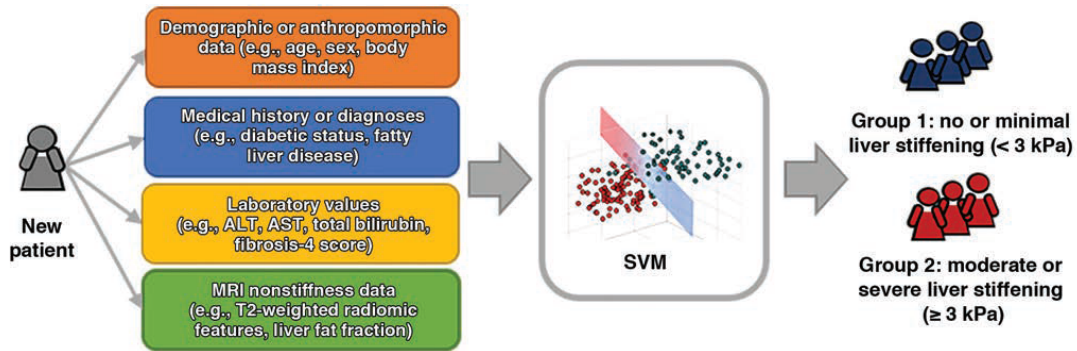 New
patient
Demographic or anthropomorphic
data (e.g., age, sex, body
mass index)
Medical history or diagnoses
(e.g., diabetic status, fatty
liver disease)
Laboratory values
(e.g., ALT, AST, total bilirubin,
fibrosis-4 score)
MRI nonstiffness data
(e.g., T2-weighted radiomic
features, liver fat fraction)
SVM
Group 1: no or minimal
liver stiffening (< 3 kPa)
Group 2: moderate or
severe liver stiffening
(≥ 3 kPa)